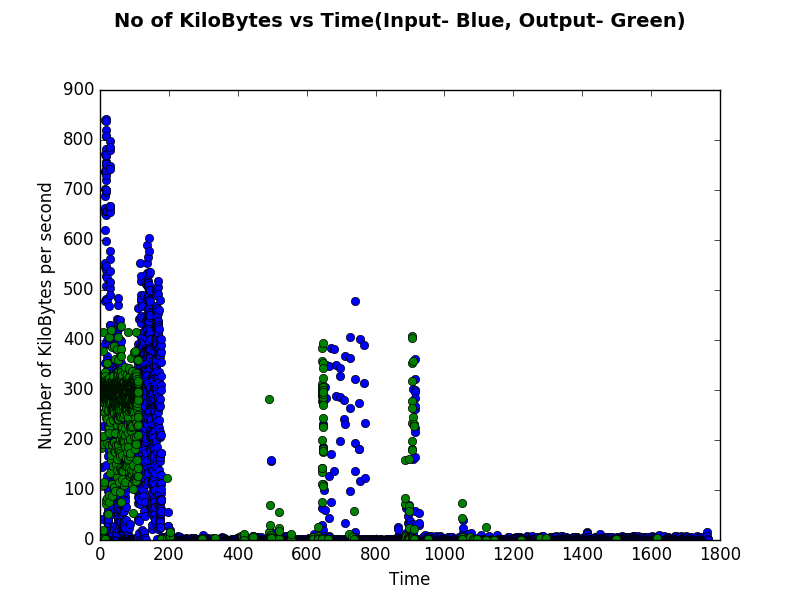 No of KiloBytes vs Time(Input- Blue, Output- Green)
900
800
700
600
500
400
300
200
100
0
Number of KiloBytes per second
0 200 400 600 800 1000 1200 1400 1600 1800
Time